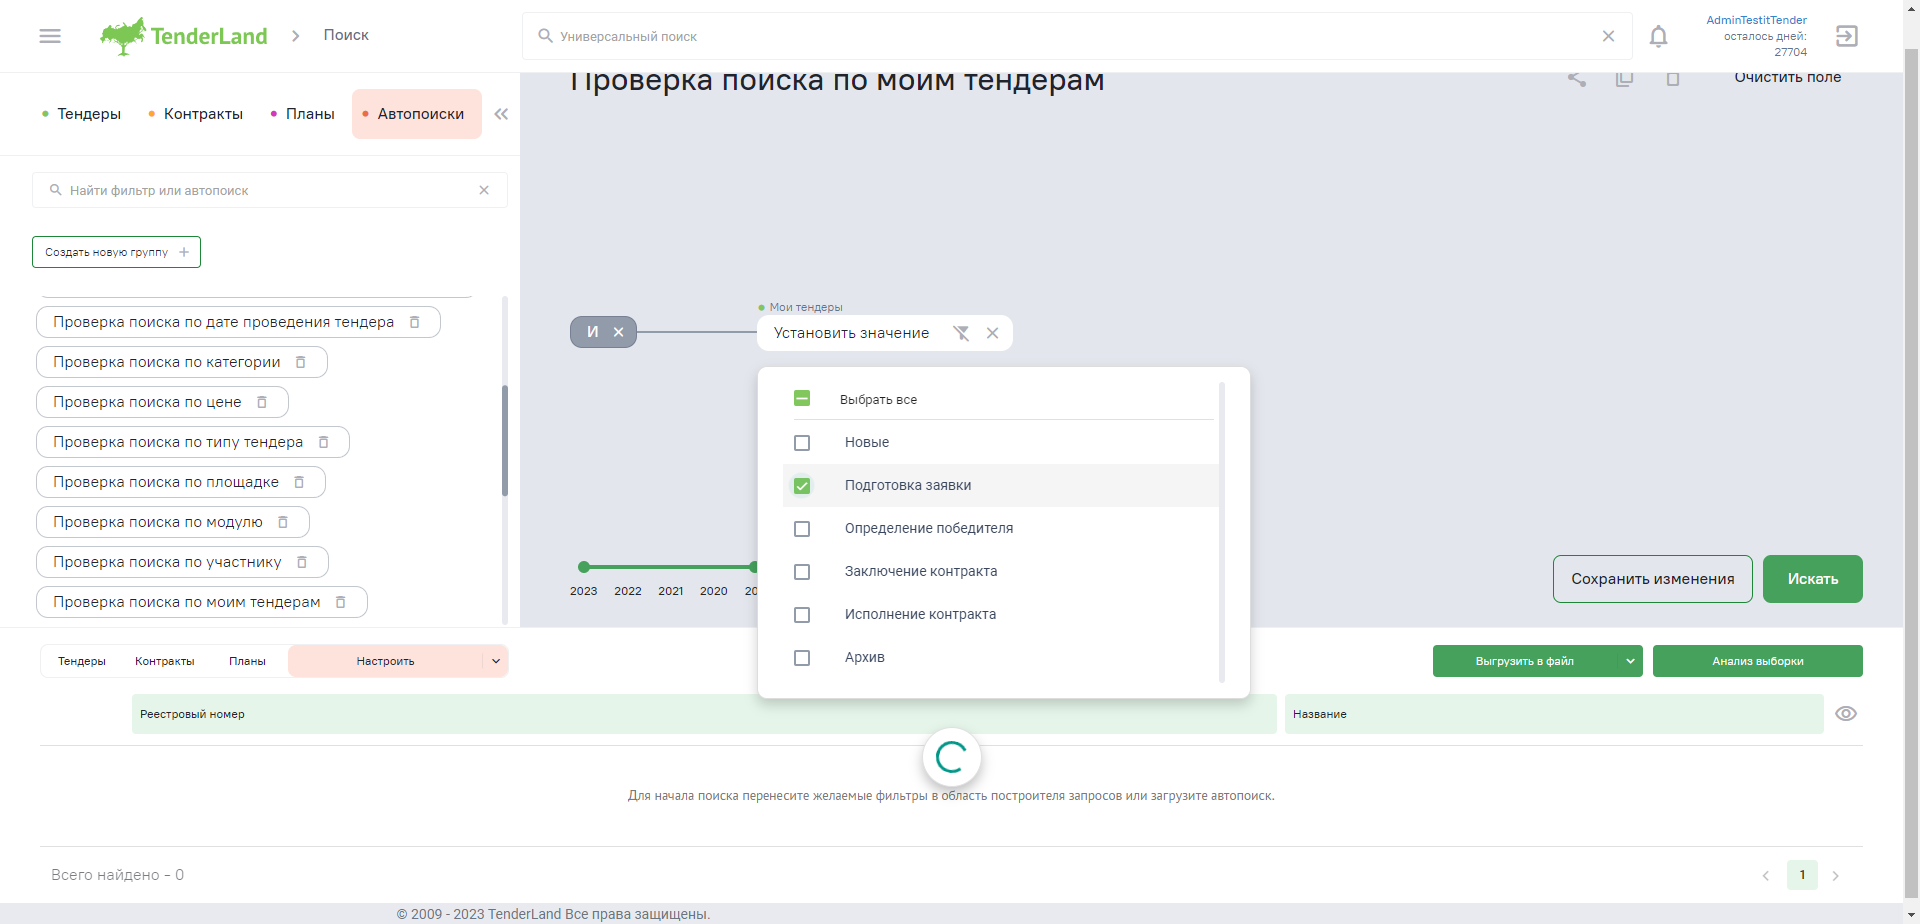 TenderLand
Поиск
Универсальный поиск
AdminTestitTender
осталось дней:
27704
Тендеры
Контракты
Планы
Автопоиски
Проверка поиска по моим тендерам
Очистить поле
Найти фильтр или автопоиск
Создать новую группу
Проверка поиска по дате проведения тендера
Проверка поиска по категории
Проверка поиска по цене
Проверка поиска по типу тендера
Проверка поиска по площадке
Проверка поиска по модулю
Проверка поиска по участнику
Проверка поиска по моим тендерам
Мои тендеры
И
Установить значение
Выбрать все
Новые
Подготовка заявки
Определение победителя
Заключение контракта
Исполнение контракта
Архив
2023 2022 2021 2020 20
Сохранить изменения
Искать
Тендеры
Контракты
Планы
Настроить
Выгрузить в файл
Анализ выборки
Реестровый номер
Название
Для начала поиска перенесите желаемые фильтры в область построителя запросов или загрузите автопоиск.
Всего найдено - 0
1
© 2009 - 2023 TenderLand Все права защищены.